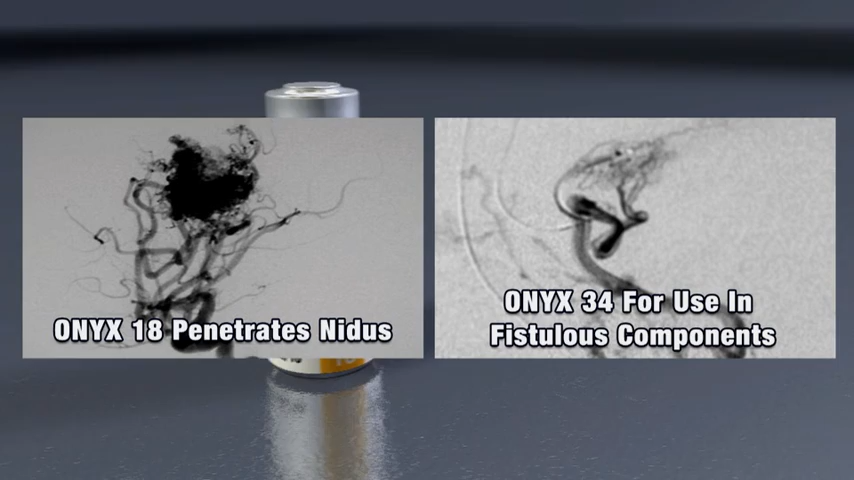 ONYX 18 Penetrates Nidus
ONYX 34 For Use In
Fistulous Components